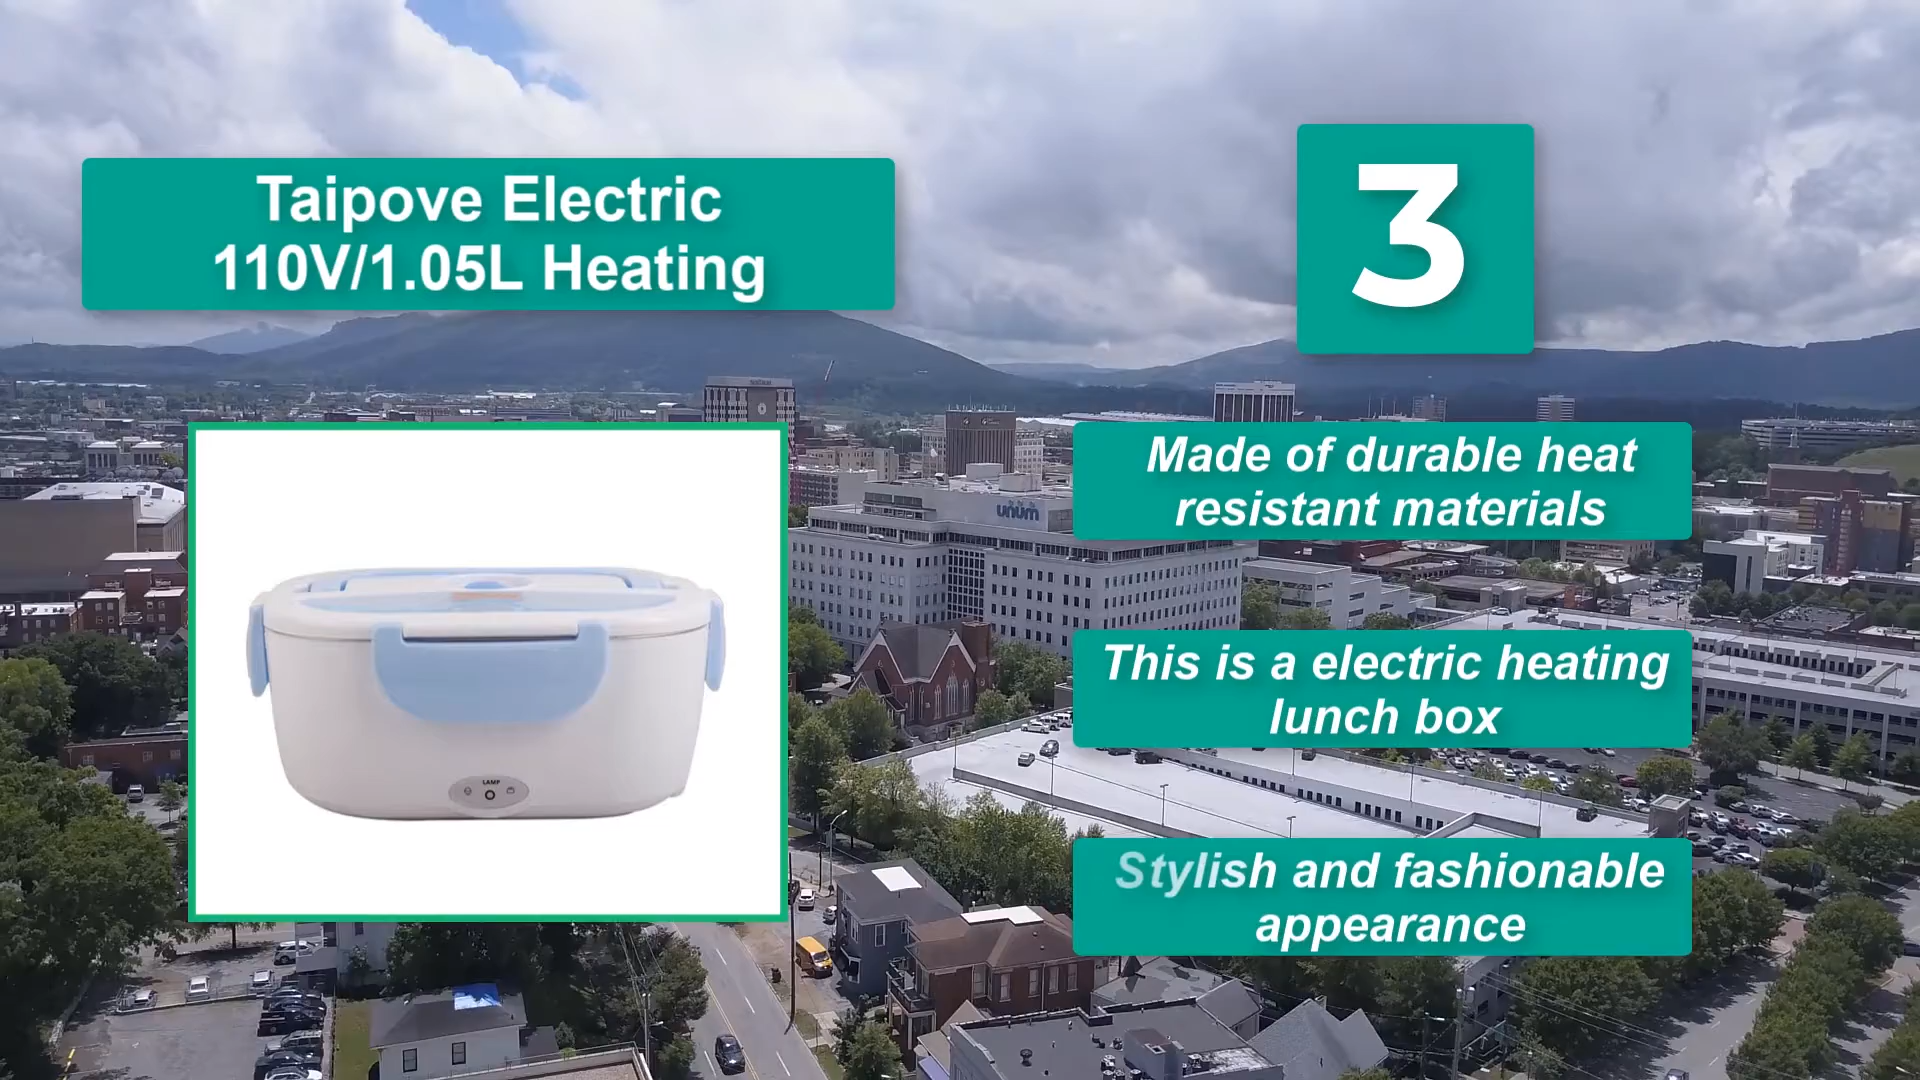 Taipove Electric
110V/1.05L Heating
3
Made of durable heat
resistant materials
unum
This is a electric heating
lunch box
LAMP
Stylish and fashionable
appearance